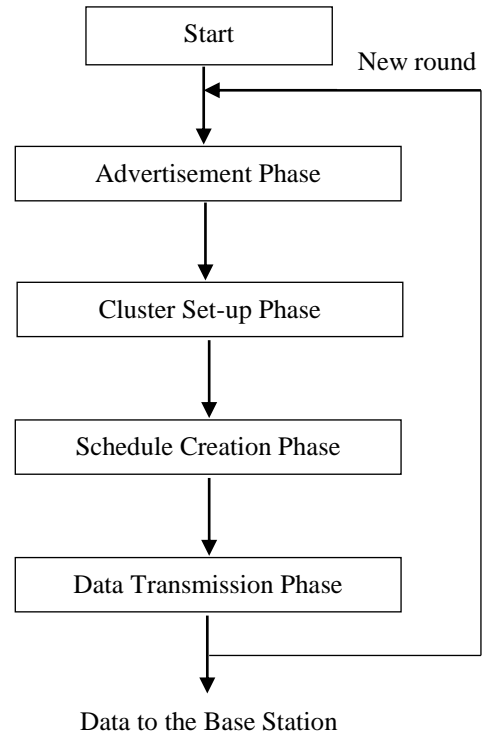 Start
New round
Advertisement Phase
Cluster Set-up Phase
Schedule Creation Phase
Data Transmission Phase
Data to the Base Station